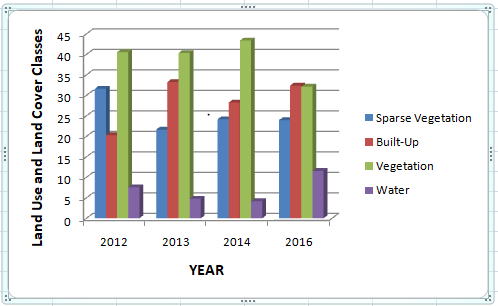 Land Use and Land Cover Classes
45
40
35
30
25
20
15
10
5
0
2012 2013 2014 2016
YEAR
Sparse Vegetation
Built-Up
Vegetation
Water